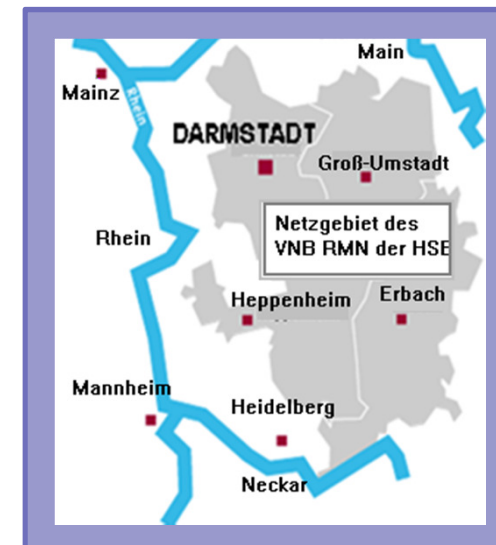 Main
Mainz
Rhein
DARMSTADT
Groß-Umstadt
Netzgebiet des
VNB RMN der HSE
Rhein
Heppenheim
Erbach
Mannheim
Heidelberg
Neckar